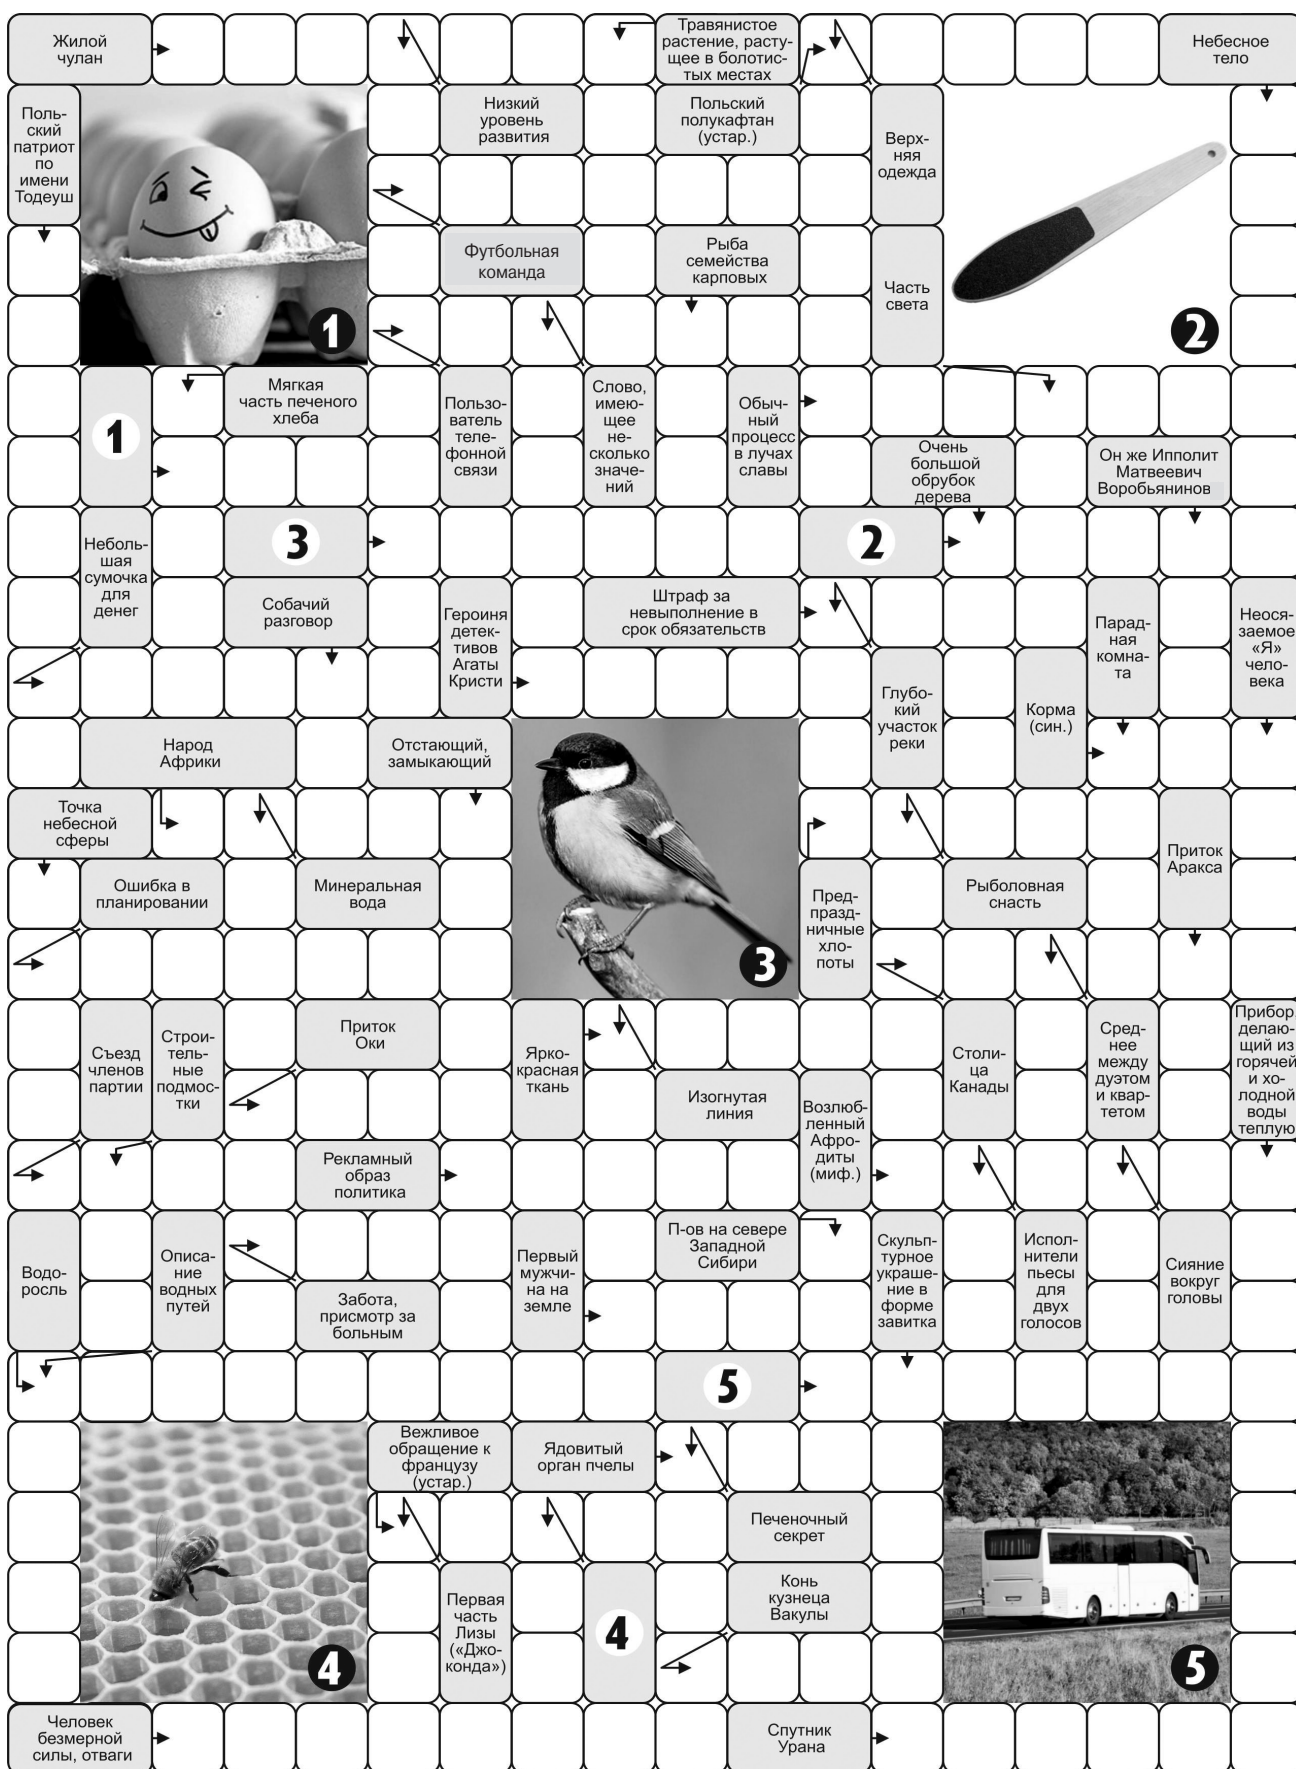 Жилой
чулан
Травянистое
растение, расту-
щее в болотис-
тых местах
Небесное
тело
Поль-
ский
патриот
по
имени
Тодеуш
Низкий
уровень
развития
Польский
полукафтан
(устар.)
Верх-
няя
одежда
Футбольная
команда
Рыба
семейства
карповых
Часть
света
1
2
1
Мягкая
часть печеного
хлеба
Пользо-
ватель
теле-
фонной
связи
Слово,
имею-
щее
не-
сколько
значе-
ний
Обыч-
ный
процесс
в лучах
славы
Очень
большой
обрубок
дерева
Он же Ипполит
Матвеевич
Воробьянинов
Неболь-
шая
сумочка
для
денег
3
2
Собачий
разговор
Героиня
детек-
тивов
Агаты
Кристи
Штраф за
невыполнение в
срок обязательств
Парад-
ная
комна-
та
Неося-
заемое
«Я»
чело-
века
Глубо-
кий
участок
реки
Корма
(син.)
Народ
Африки
Отстающий,
замыкающий
Точка
небесной
сферы
Приток
Аракса
Ошибка в
планировании
Минеральная
вода
Пред-
празд-
ничные
хло-
поты
Рыболовная
снасть
3
Съезд
членов
партии
Строи-
тель-
ные
подмос-
тки
Приток
Оки
Ярко-
красная
ткань
Столи-
ца
Канады
Сред-
нее
между
дуэтом
и квар-
тетом
Прибор,
делаю-
щий из
горячей
и хо-
лодной
воды
теплую
Изогнутая
линия
Возлюб-
ленный
Афро-
диты
(миф.)
Рекламный
образ
политика
Водо-
росль
Описа-
ние
водных
путей
Первый
мужчи-
на на
земле
П-ов на севере
Западной
Сибири
Скульп-
турное
украше-
ние в
форме
завитка
Испол-
нители
пьесы
для
двух
голосов
Сияние
вокруг
головы
Забота,
присмотр за
больным
5
Вежливое
обращение к
французу
(устар.)
Ядовитый
орган пчелы
Печеночный
секрет
Первая
часть
Лизы
(«Джо-
конда»)
4
Конь
кузнеца
Вакулы
4
5
Человек
безмерной
силы, отваги
Спутник
Урана